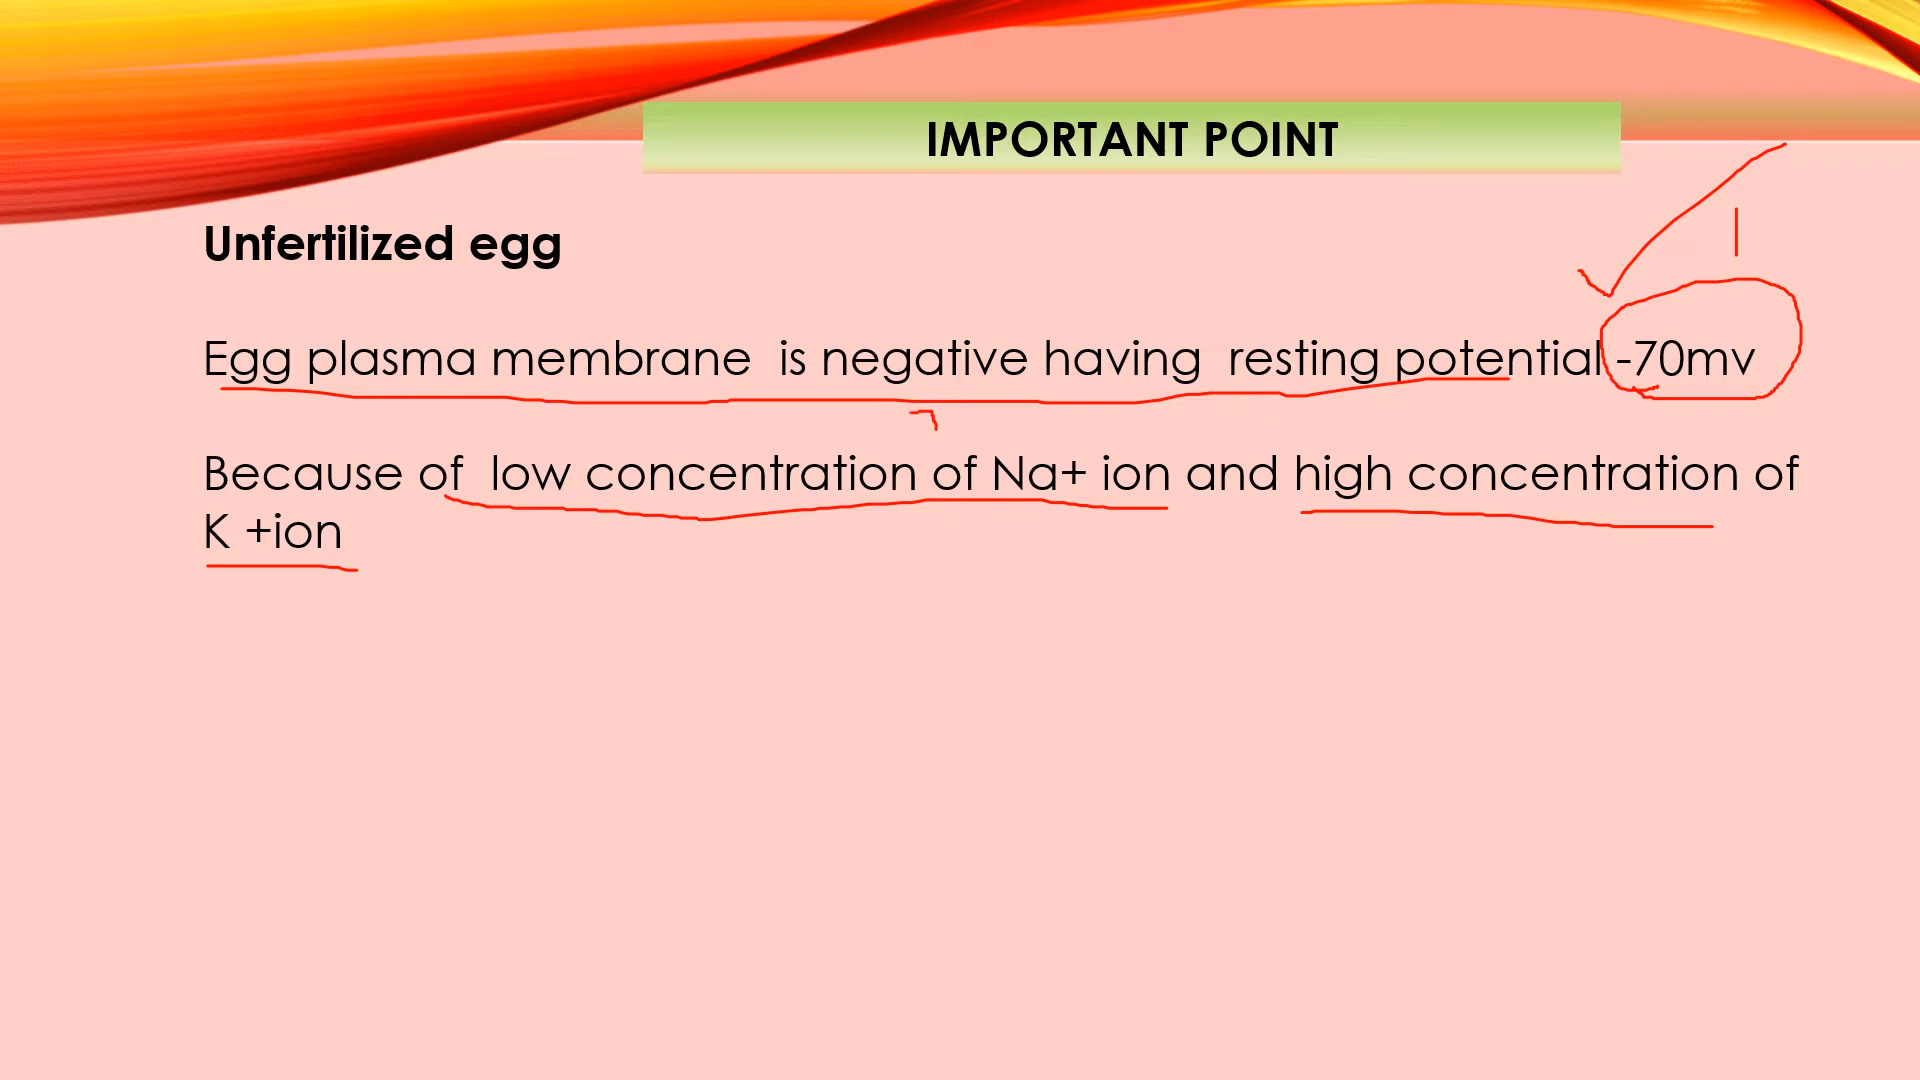 IMPORTANT POINT
Unfertilized egg
Egg plasma membrane is negative having resting potential -70mv
Because of low concentration of Na+ ion and high concentration of
K +ion